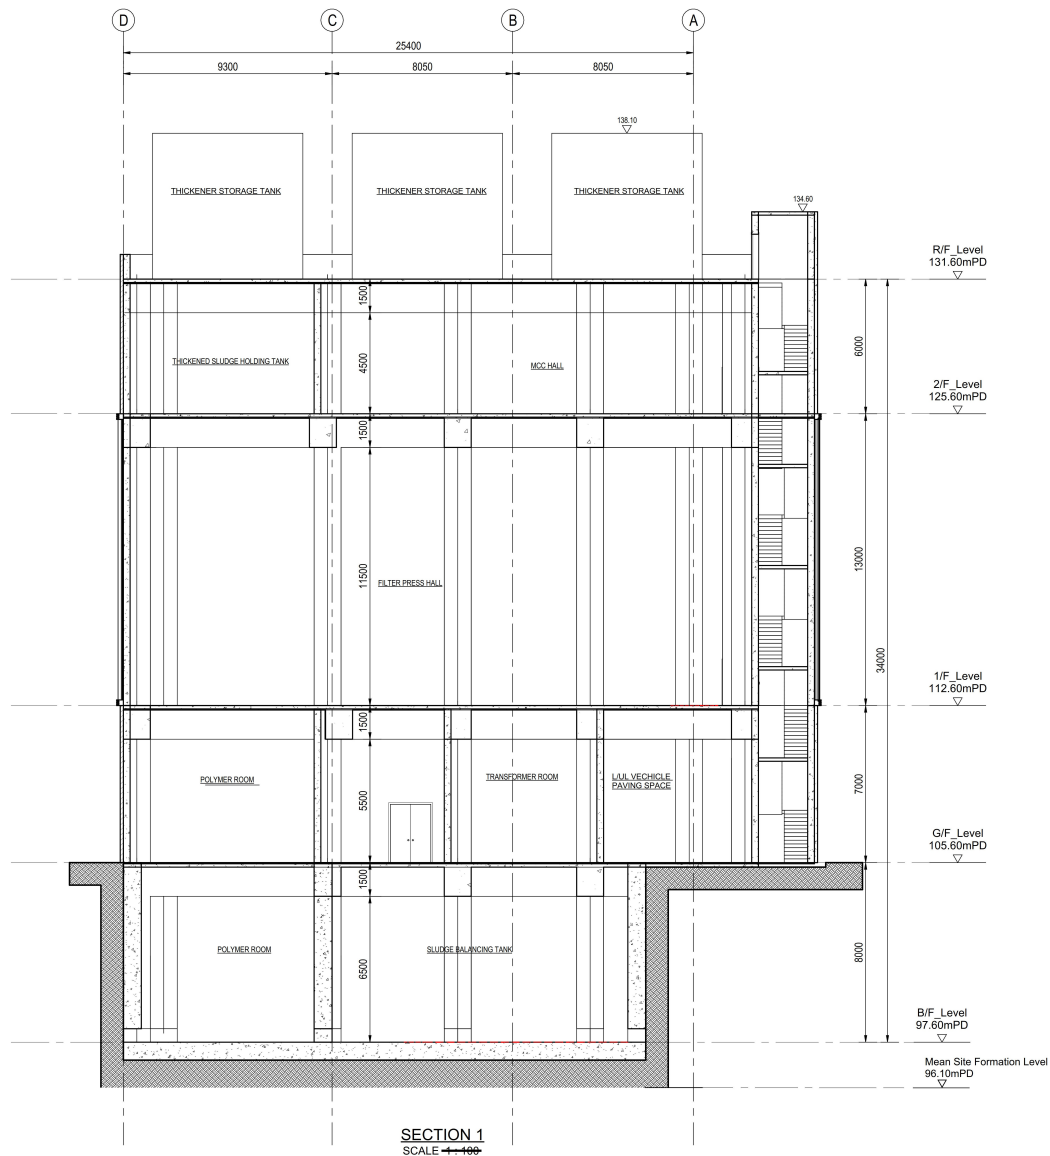 D
C
B
A
25400
9300
8050
8050
138.10
THICKENER STORAGE TANK
THICKENER STORAGE TANK
THICKENER STORAGE TANK
134.60
R/F_Level
131.60mPD
1500
4500
THICKENED SLUDGE HOLDING TANK
MCC HALL
6000
2/F_Level
125.60mPD
1500
11500
FILTER PRESS HALL
13000
34000
1/F_Level
112.60mPD
1500
5500
POLYMER ROOM
TRANSFORMER ROOM
L/UL VECHICLE
PAVING SPACE
7000
G/F_Level
105.60mPD
1500
6500
POLYMER ROOM
SLUDGE BALANCING TANK
8000
B/F_Level
97.60mPD
Mean Site Formation Level
96.10mPD
SECTION 1
SCALE 1 : 100